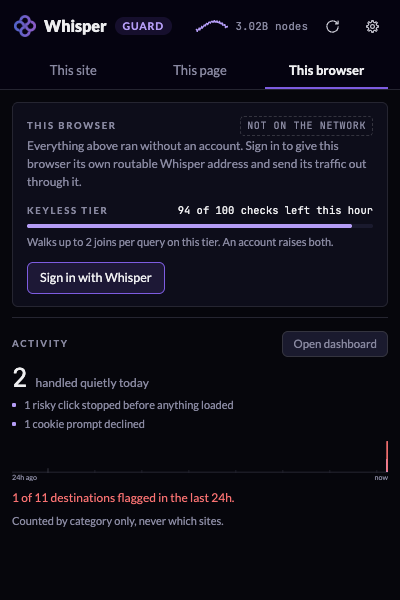 Whisper GUARD 3.02B nodes
This site This page This browser
THIS BROWSER NOT ON THE NETWORK
Everything above ran without an account. Sign in to give this
browser its own routable Whisper address and send its traffic out
through it.
KEYLESS TIER 94 of 100 checks left this hour
Walks up to 2 joins per query on this tier. An account raises both.
Sign in with Whisper
ACTIVITY Open dashboard
2 handled quietly today
1 risky click stopped before anything loaded
1 cookie prompt declined
24h ago now
1 of 11 destinations flagged in the last 24h.
Counted by category only, never which sites.